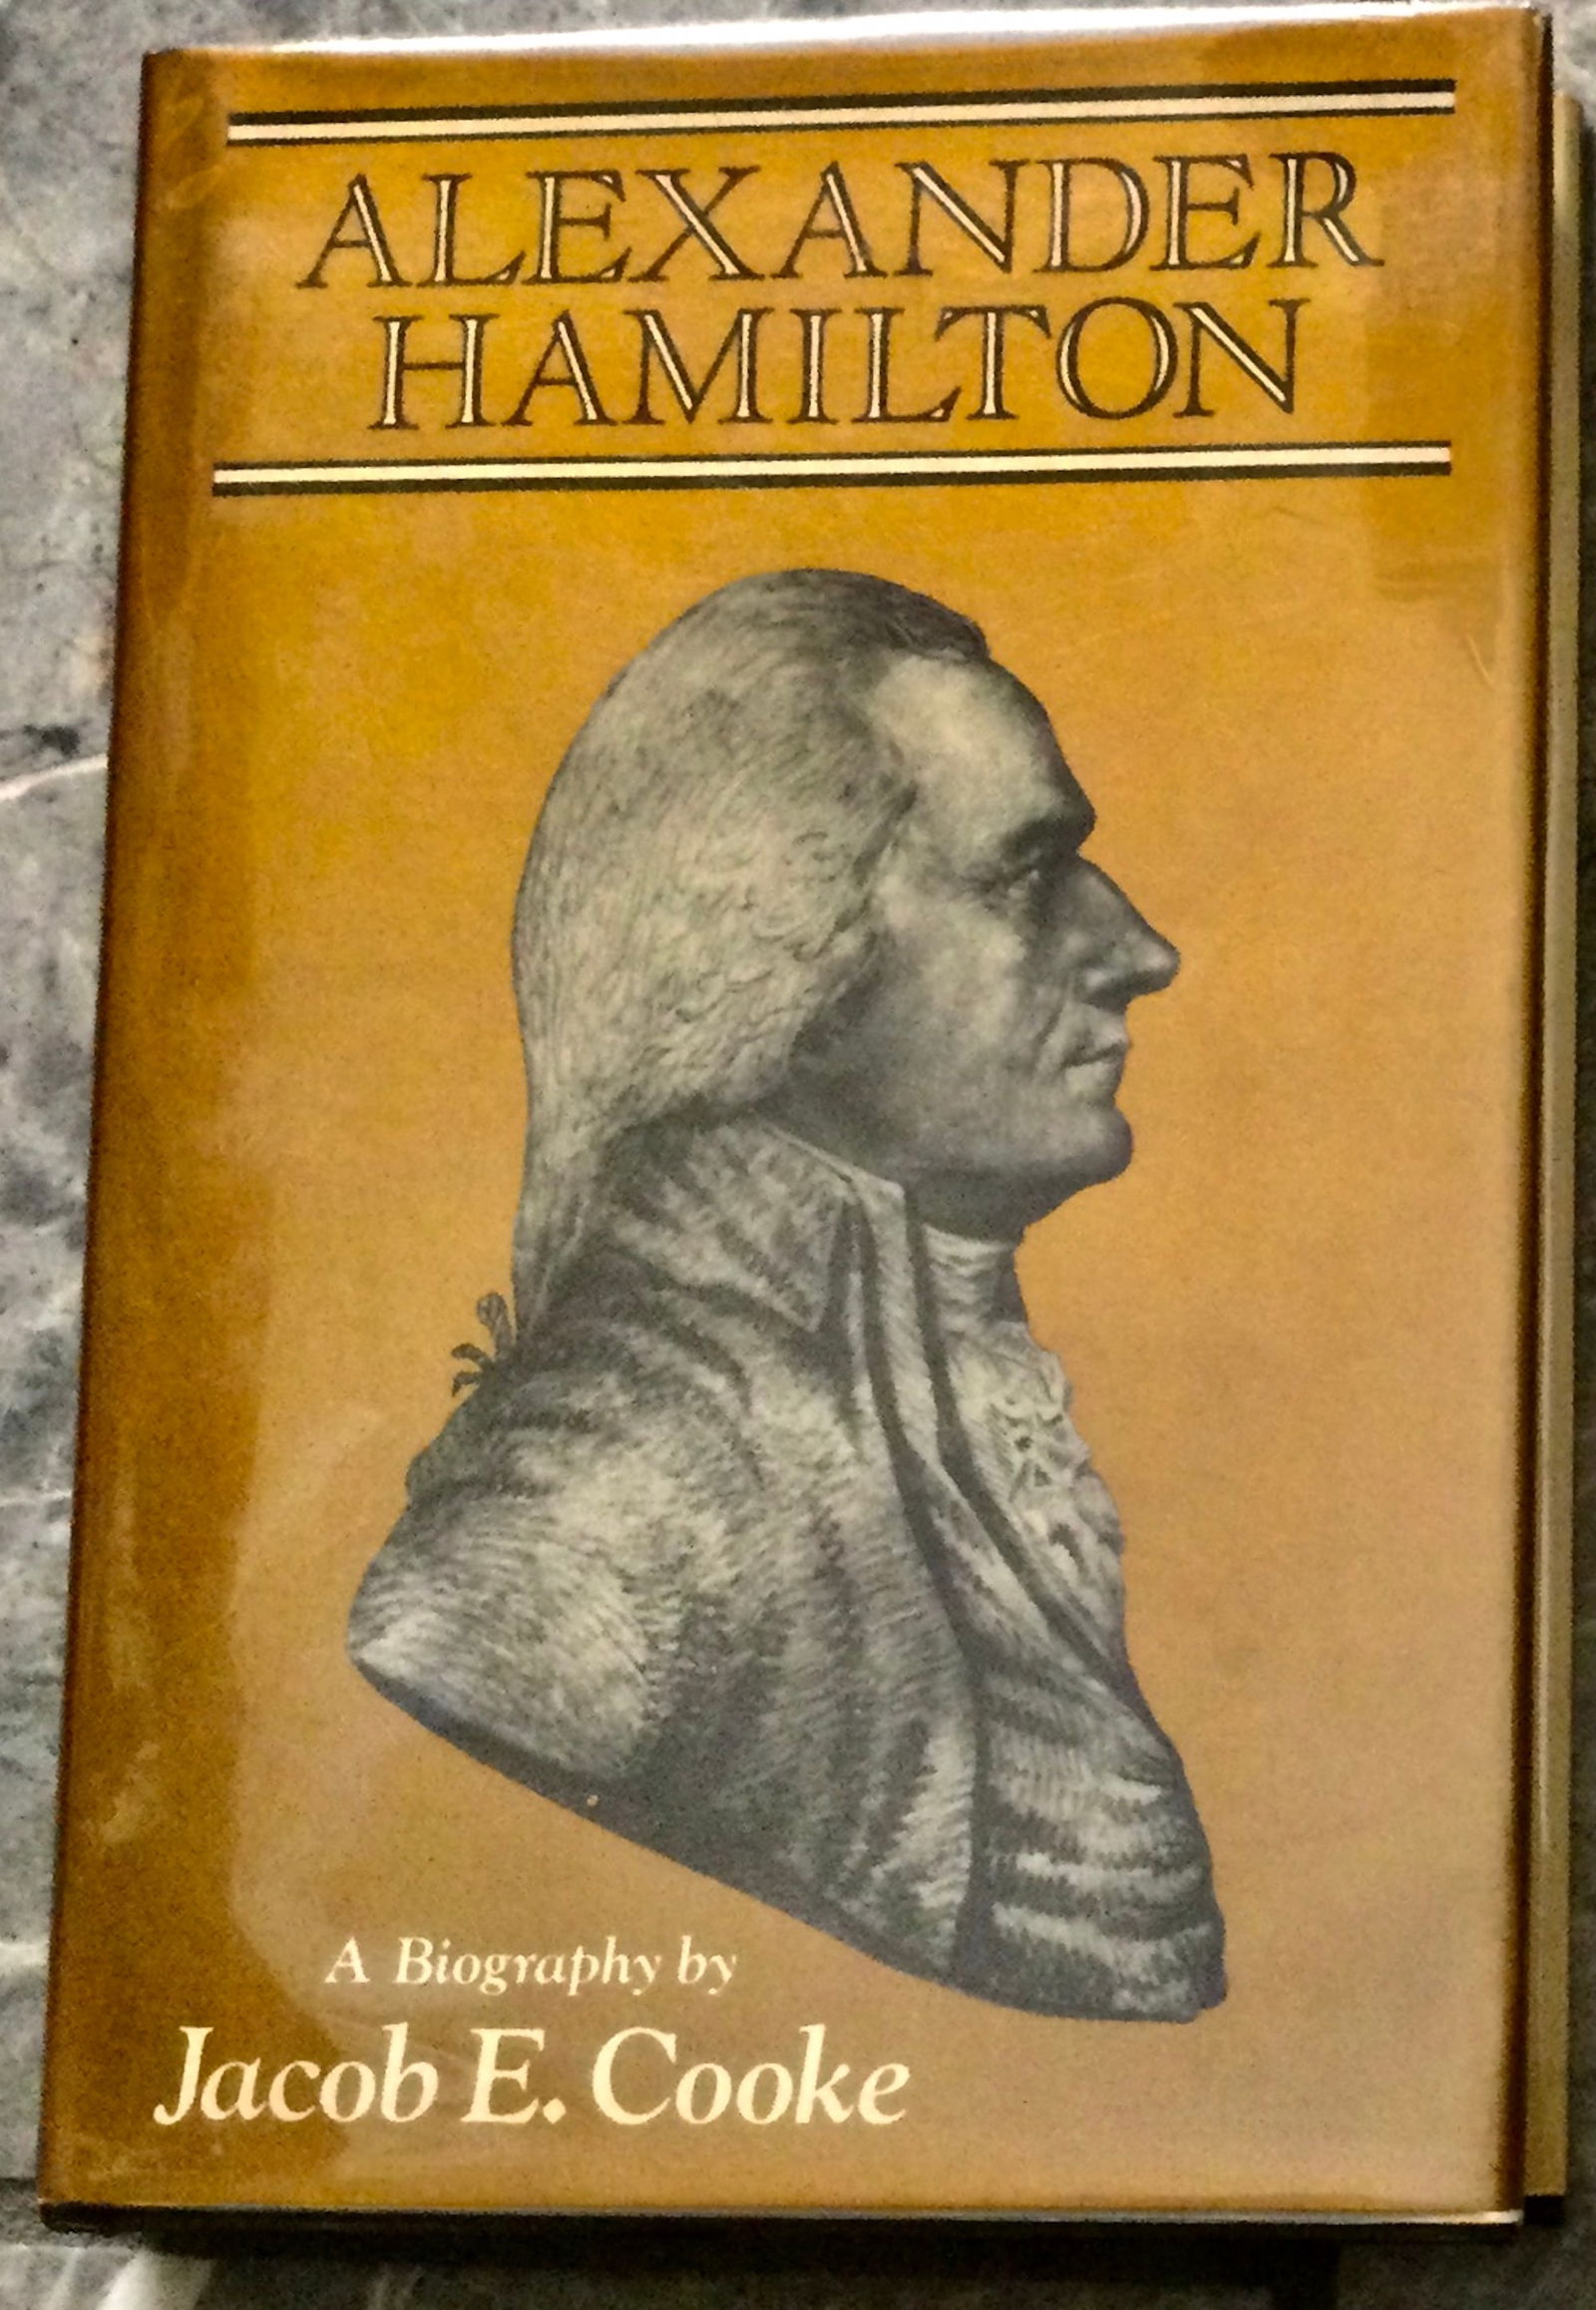 ALEXANDER
HAMILTON
A Biography by
Jacob E. Cooke